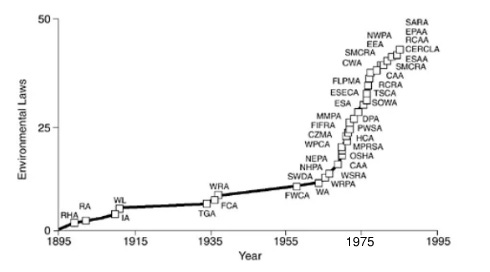 SARA
EPAA
NWPA
RCAA
EEA
CERCLA
SMCRA
ESAA
CWA
SMCRA
CAA
FLPMA
RCRA
ESECA
TSCA
ESA
SOWA
MMPA
DPA
FIFRA
PWSA
CZMA
HCA
WPCA
MPRSA
OSHA
NEPA
CAA
NHPA
WSRA
SWDA
WRPA
WRA
FWCA
WA
WL
FCA
RA
TGA
RHA
IA
50
25
0
Environmental Laws
1895
1915
1935
1955
1975
1995
Year